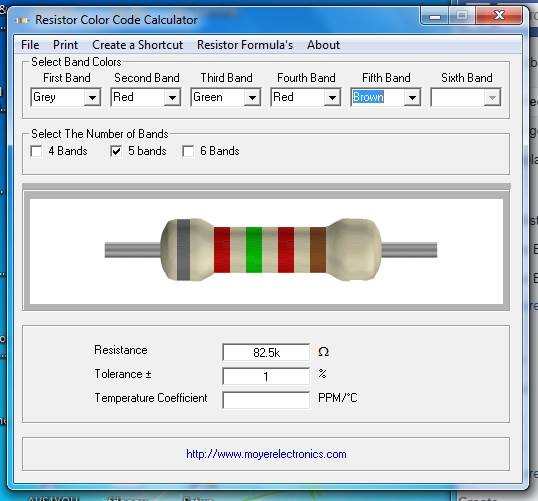 Resistor Color Code Calculator
File Print Create a Shortcut Resistor Formula's About
Select Band Colors
First Band Second Band Third Band Fourth Band Fifth Band Sixth Band
Grey Red Green Red Brown
Select The Number of Bands
4 Bands 5 bands 6 Bands
Resistance 82.5k Ω
Tolerance ± 1 %
Temperature Coefficient PPM/°C
http://www.moyerelectronics.com